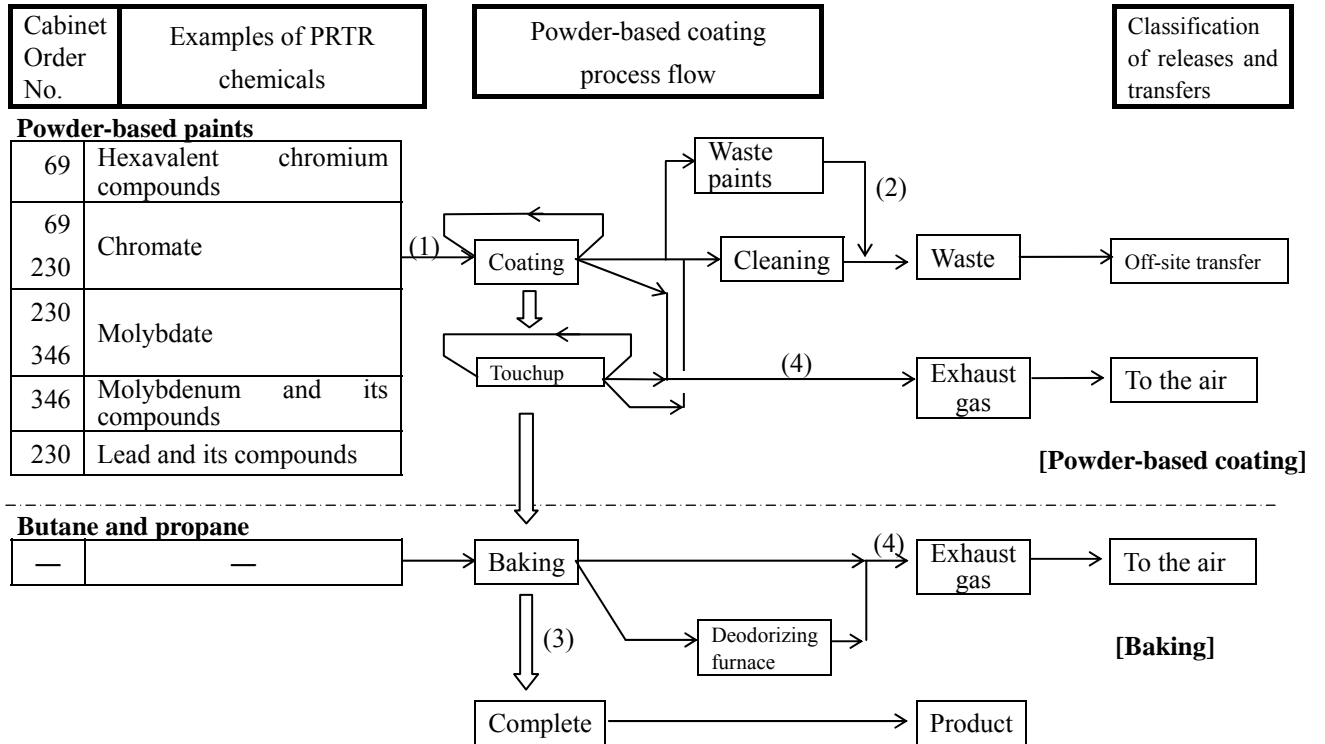 Cabinet
Order
No.
Examples of PRTR
chemicals
Powder-based coating
process flow
Classification
of releases and
transfers
Powder-based paints
69
Hexavalent chromium
compounds
69
230
Chromate
230
346
Molybdate
346
Molybdenum and its
compounds
230
Lead and its compounds
(1)
Coating
Waste
paints
(2)
Cleaning
Waste
Off-site transfer
Touchup
(4)
Exhaust
gas
To the air
[Powder-based coating]
Butane and propane
—
—
Baking
(4)
Exhaust
gas
To the air
(3)
Deodorizing
furnace
[Baking]
Complete
Product